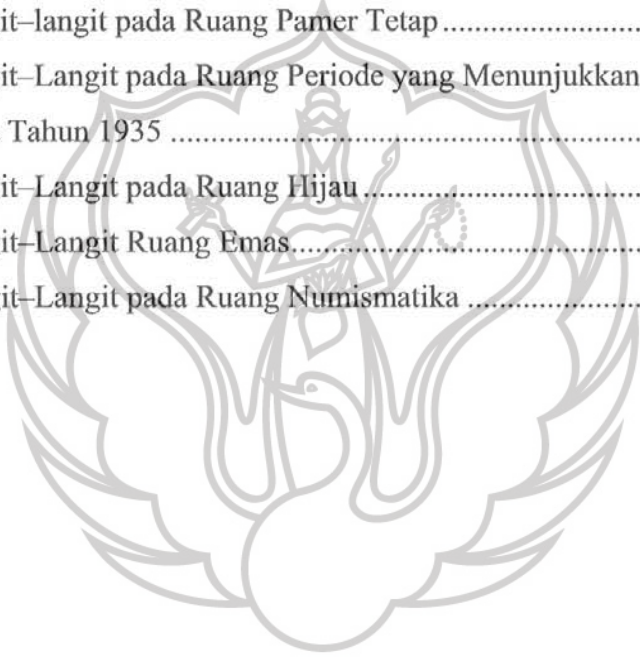 it–langit pada Ruang Pamer Tetap ........................
it–Langit pada Ruang Periode yang Menunjukkan
Tahun 1935 ........................................................
it–Langit pada Ruang Hijau .................................
it–Langit Ruang Emas..........................................
it–Langit pada Ruang Numismatika ....................